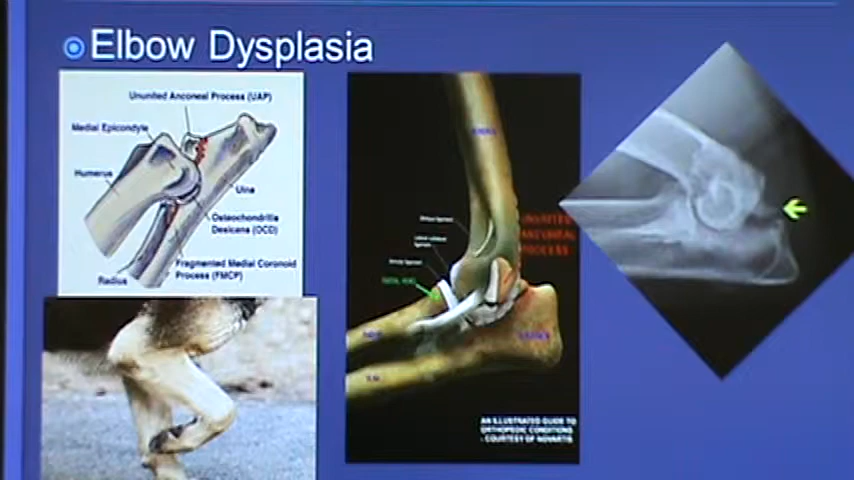 Elbow Dysplasia
Ununited Anconeal Process (UAP)
Medial Epicondyle
Humerus
Ulna
Osteochondritis
Desicans (OCD)
Fragmented Medial Coronoid
Process (FMCP)
Radius
UNUNITED
ANCONEAL
PROCESS
AN ILLUSTRATED GUIDE TO
ORTHOPEDIC CONDITIONS
- COURTESY OF NOVARTIS